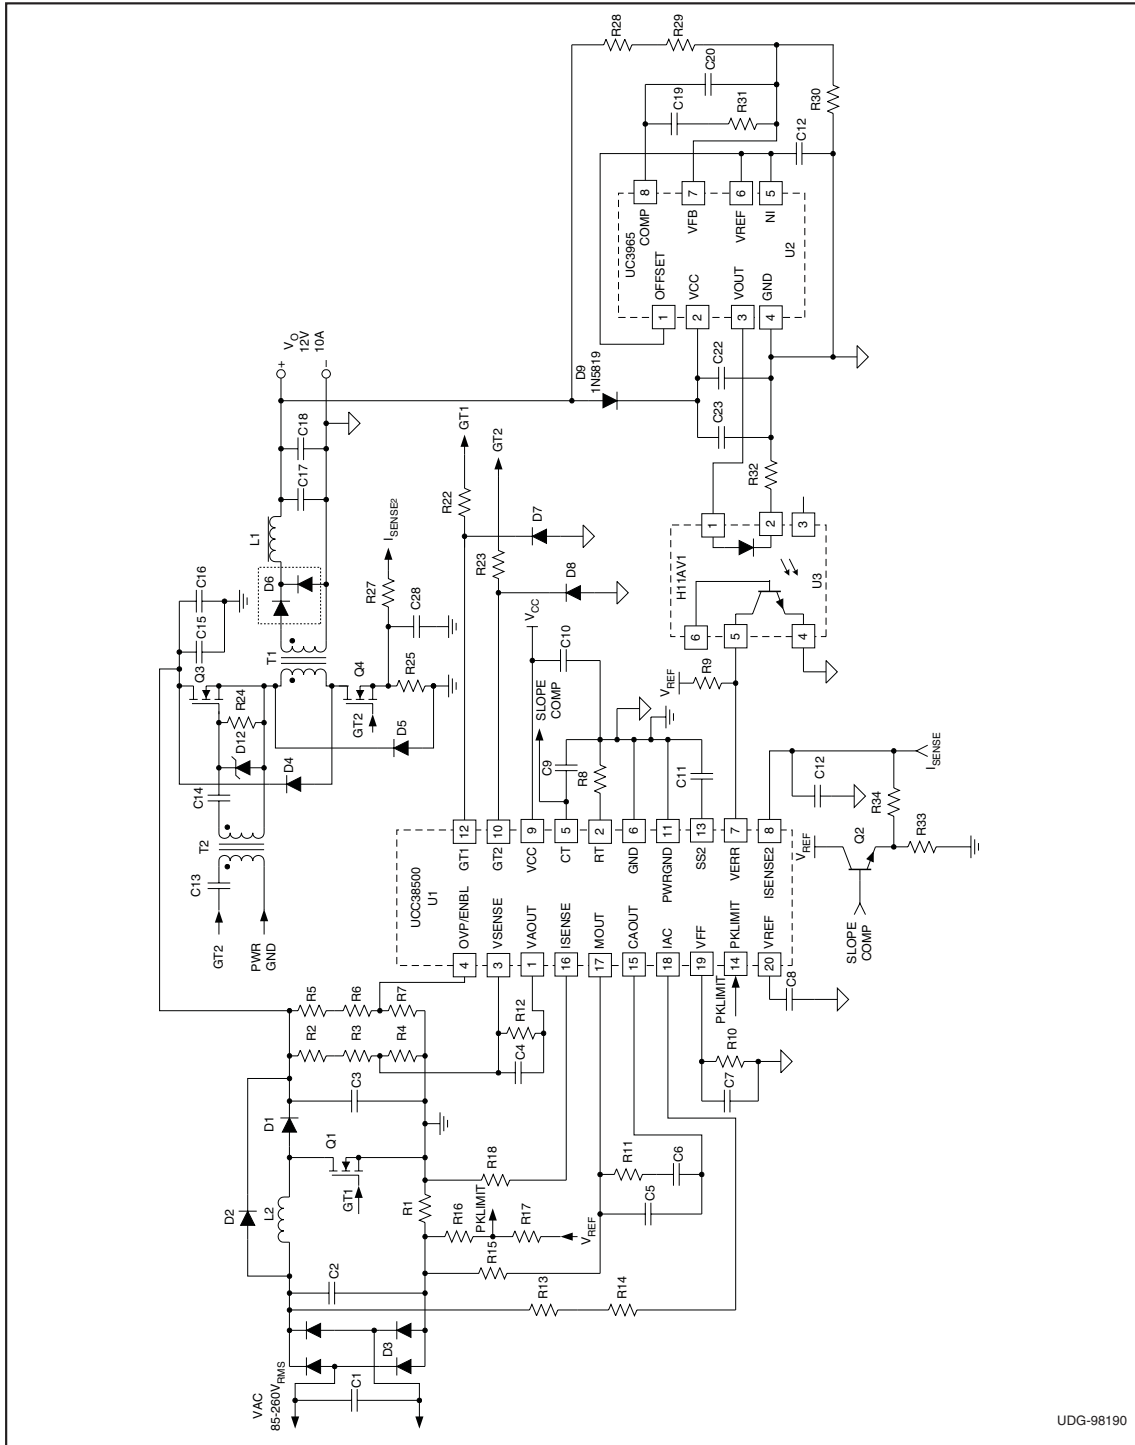 VAC
85-260VRMS
C1
D3
C2
D2
L2
D1
Q1
GT1
C3
R2
R3
R4
R5
R6
R7
R1
R16
PKLIMIT
R17
VREF
R15
R18
R13
R14
R11
C5
C6
C4
R12
C7
R10
PKLIMIT
C8
GT2
PWR
GND
C13
T2
C14
D12
R24
D4
Q3
C15
C16
T1
D6
L1
C17
C18
VO
12V
10A
+
-
Q4
GT2
D5
R25
C28
R27
ISENSE2
UCC38500
U1
4
OVP/ENBL
3
VSENSE
1
VAOUT
16
ISENSE
17
MOUT
15
CAOUT
18
IAC
19
VFF
14
PKLIMIT
20
VREF
GT1
12
GT2
10
VCC
9
CT
5
RT
2
GND
6
PWRGND
11
SS2
13
VERR
7
ISENSE2
8
R22
GT1
D7
R23
GT2
D8
VCC
C10
SLOPE
COMP
C9
R8
C11
VREF
R9
C12
ISENSE
R34
R33
Q2
VREF
SLOPE
COMP
H11AV1
U3
6
5
4
1
2
3
R32
C23
C22
D9
1N5819
UC3965
U2
1
OFFSET
2
VCC
3
VOUT
4
GND
COMP
8
VFB
7
VREF
6
NI
5
R28
R29
C20
C19
R31
C12
R30
UDG-98190